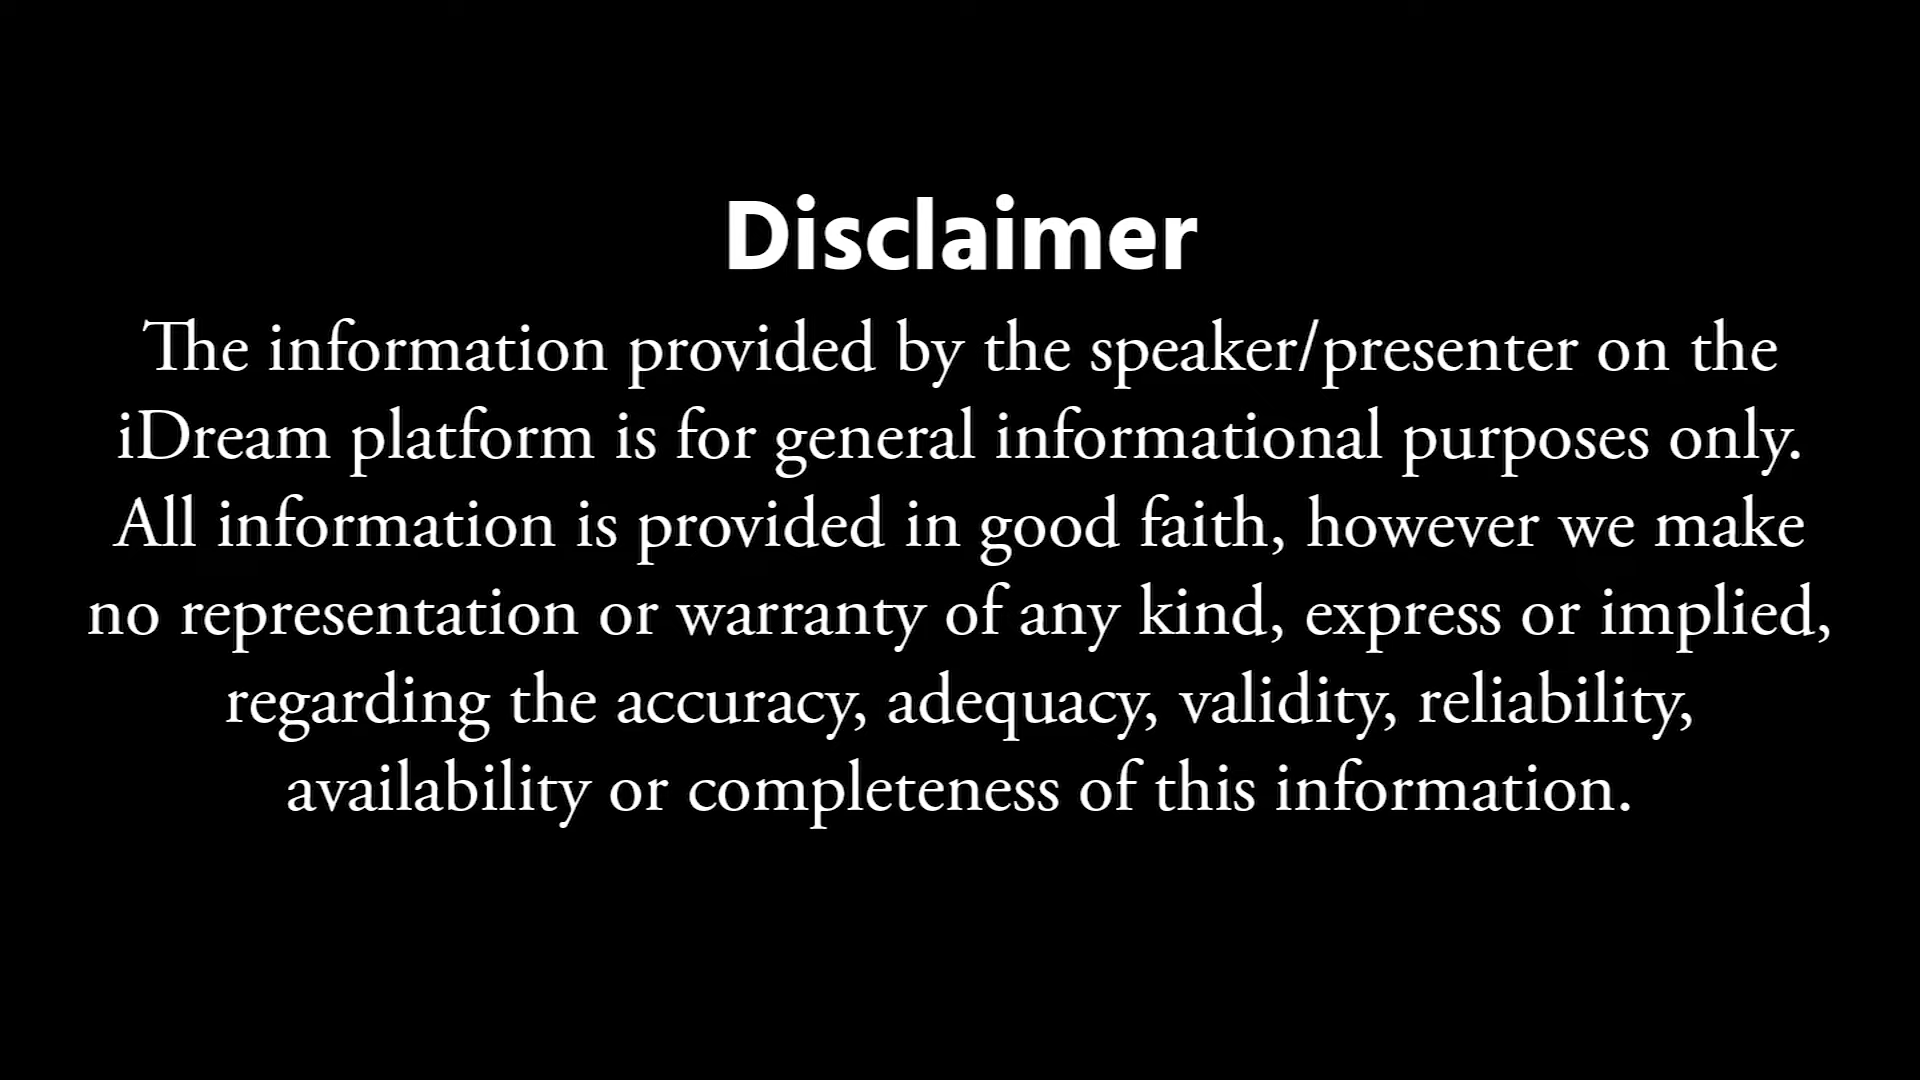 Disclaimer
The information provided by the speaker/presenter on the
iDream platform is for general informational purposes only.
All information is provided in good faith, however we make
no representation or warranty of any kind, express or implied,
regarding the accuracy, adequacy, validity, reliability,
availability or completeness of this information.